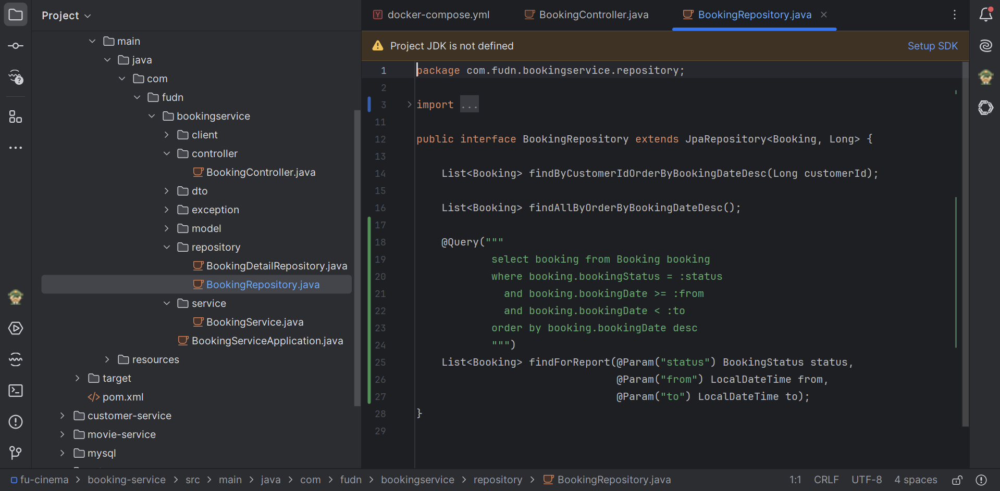 Project
main
java
com
fudn
bookingservice
client
controller
BookingController.java
dto
exception
model
repository
BookingDetailRepository.java
BookingRepository.java
service
BookingService.java
BookingServiceApplication.java
resources
target
</> pom.xml
customer-service
movie-service
mysql
docker-compose.yml BookingController.java BookingRepository.java
Project JDK is not defined Setup SDK
1 package com.fudn.bookingservice.repository;
2
3 import ...
11
12 public interface BookingRepository extends JpaRepository<Booking, Long> {
13
14 List<Booking> findByCustomerIdOrderByBookingDateDesc(Long customerId);
15
16 List<Booking> findAllByOrderByBookingDateDesc();
17
18 @Query("""
19 select booking from Booking booking
20 where booking.bookingStatus = :status
21 and booking.bookingDate >= :from
22 and booking.bookingDate < :to
23 order by booking.bookingDate desc
24 """)
25 List<Booking> findForReport(@Param("status") BookingStatus status,
26 @Param("from") LocalDateTime from,
27 @Param("to") LocalDateTime to);
28 }
29
fu-cinema > booking-service > src > main > java > com > fudn > bookingservice > repository > BookingRepository.java 1:1 CRLF UTF-8 4 spaces